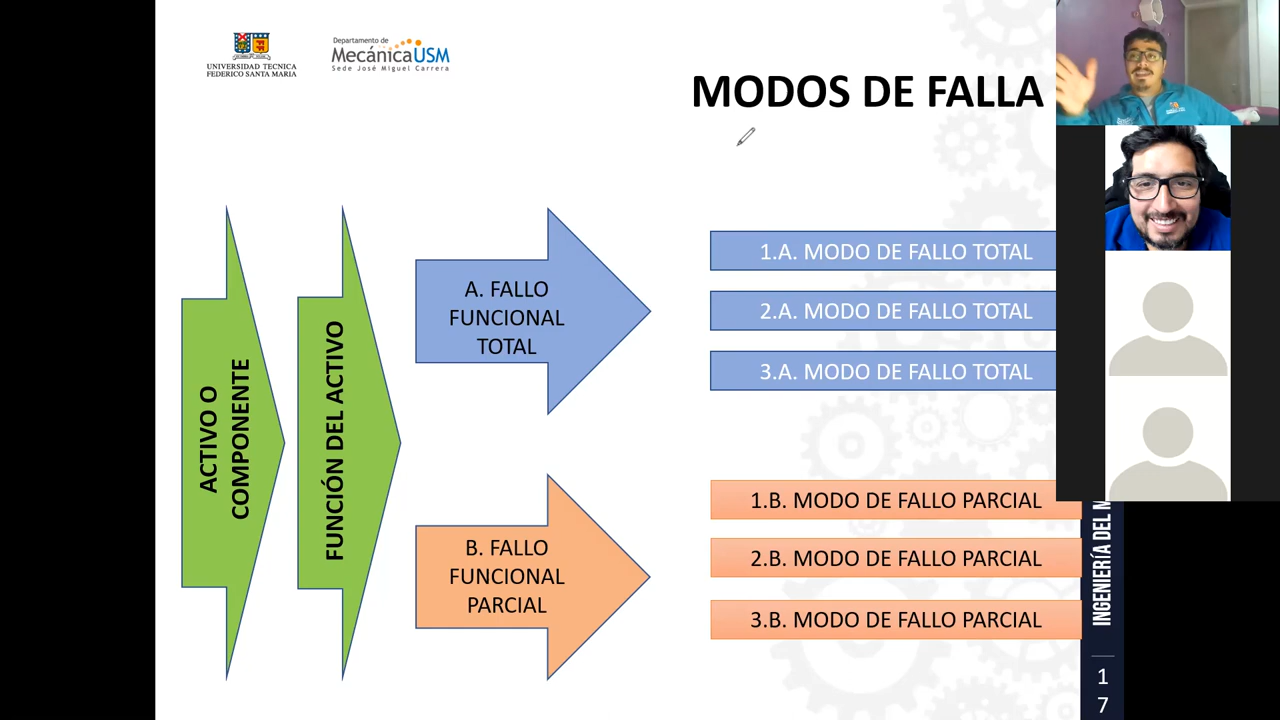 UNIVERSIDAD TECNICA
FEDERICO SANTA MARIA
Departamento de
MecánicaUSM
Sede José Miguel Carrera
MODOS DE FALLA
ACTIVO O
COMPONENTE
FUNCIÓN DEL ACTIVO
A. FALLO
FUNCIONAL
TOTAL
1.A. MODO DE FALLO TOTAL
2.A. MODO DE FALLO TOTAL
3.A. MODO DE FALLO TOTAL
B. FALLO
FUNCIONAL
PARCIAL
1.B. MODO DE FALLO PARCIAL
2.B. MODO DE FALLO PARCIAL
3.B. MODO DE FALLO PARCIAL
INGENIERÍA DEL M
1
7